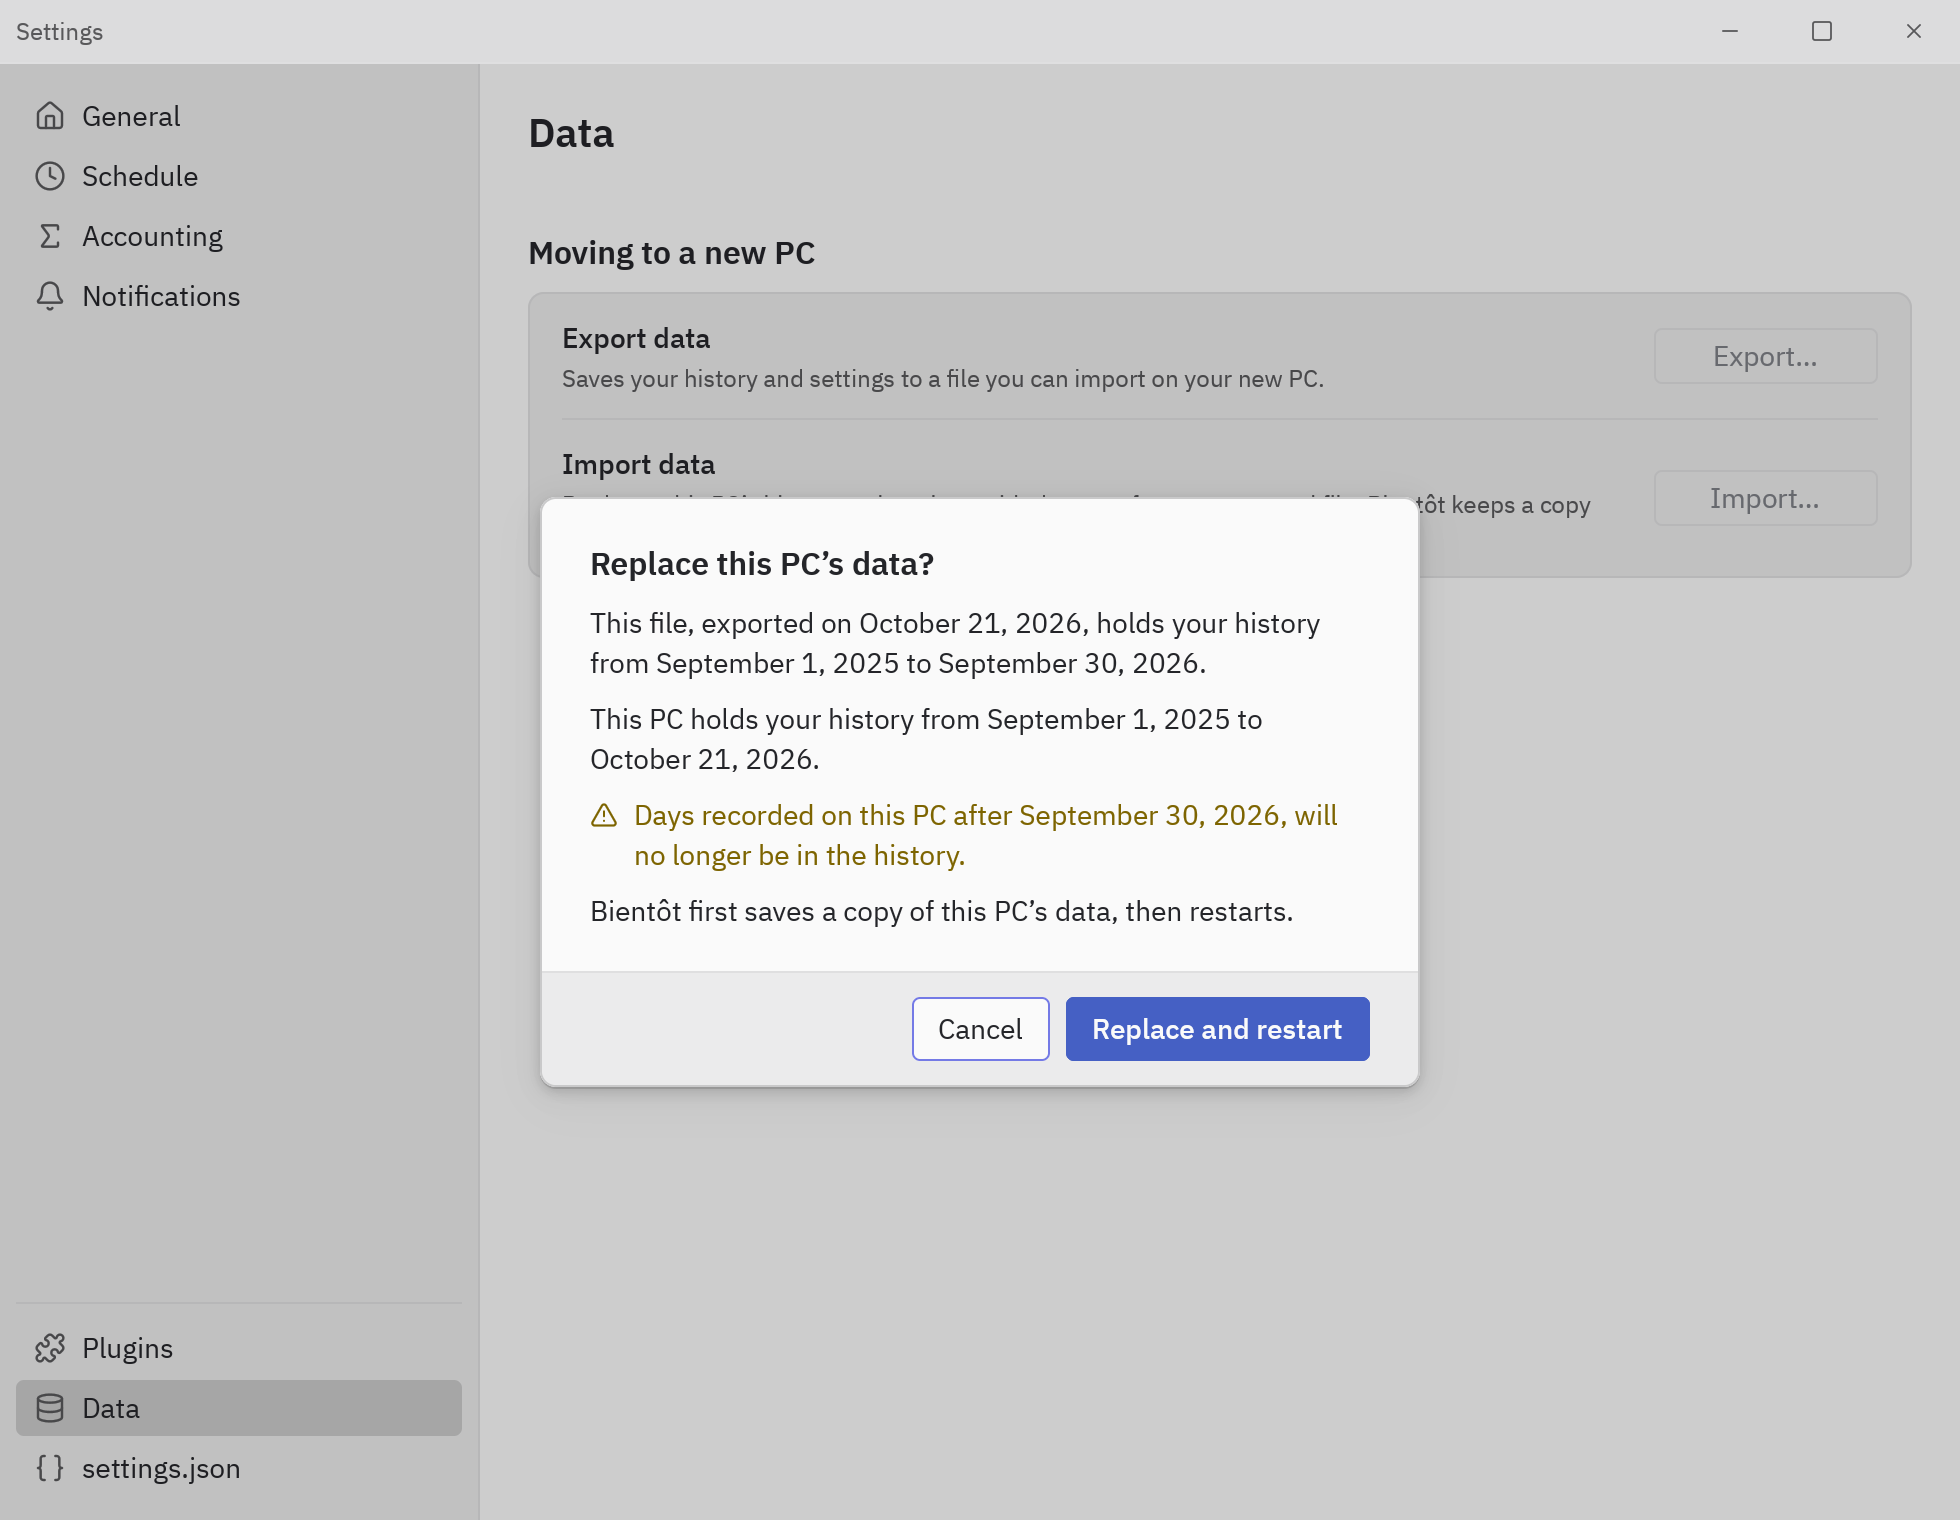 Settings
General
Schedule
Accounting
Notifications
Plugins
Data
settings.json
Data
Moving to a new PC
Export data
Saves your history and settings to a file you can import on your new PC.
Export…
Import data
keeps a copy
Import…
Replace this PC’s data?
This file, exported on October 21, 2026, holds your history
from September 1, 2025 to September 30, 2026.
This PC holds your history from September 1, 2025 to
October 21, 2026.
Days recorded on this PC after September 30, 2026, will
no longer be in the history.
Bientôt first saves a copy of this PC’s data, then restarts.
Cancel
Replace and restart